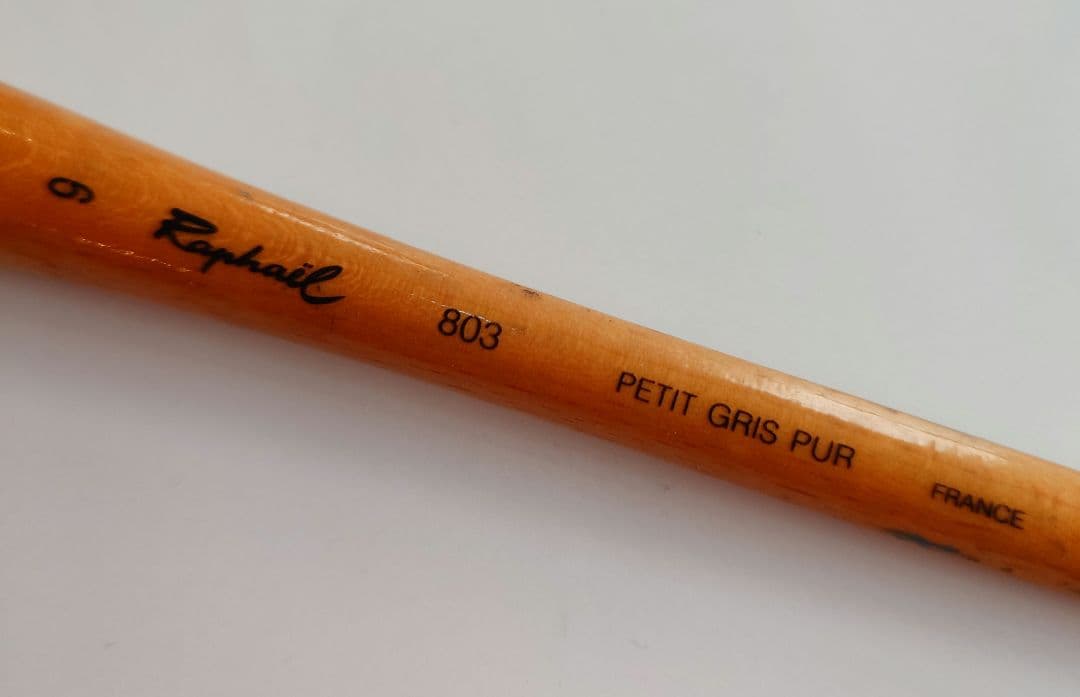 6
Raphaël
803
PETIT GRIS PUR
FRANCE